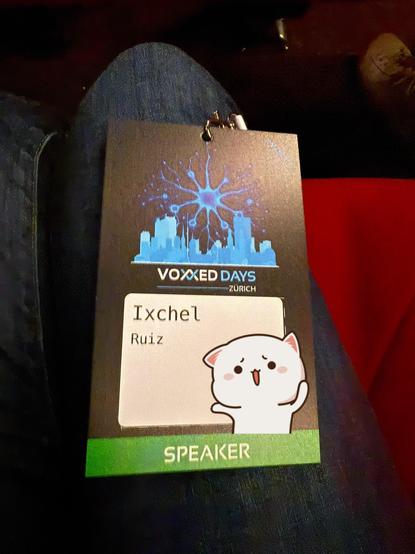 VOXXED DAYS
ZÜRICH
Ixchel
Ruiz
SPEAKER